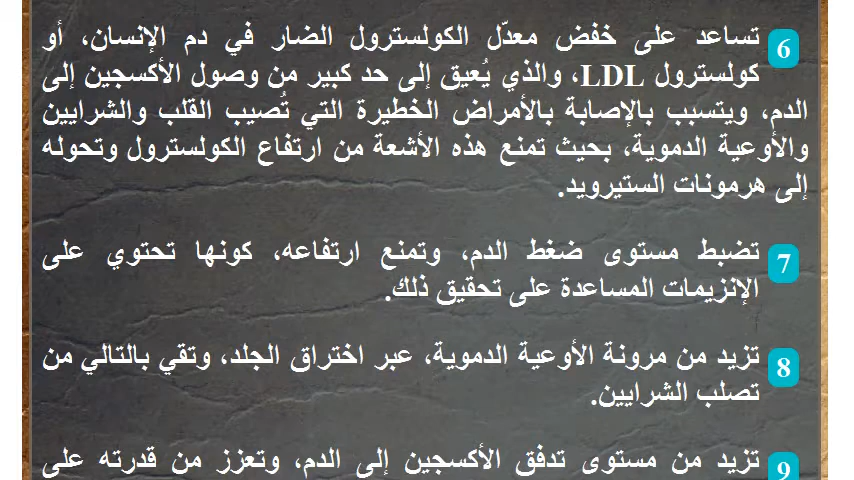 6 تساعد على خفض معدّل الكولسترول الضار في دم الإنسان، أو
كولسترول LDL، والذي يُعيق إلى حد كبير من وصول الأكسجين إلى
الدم، ويتسبب بالإصابة بالأمراض الخطيرة التي تُصيب القلب والشرايين
والأوعية الدموية، بحيث تمنع هذه الأشعة من ارتفاع الكولسترول وتحوله
إلى هرمونات الستيرويد.
7 تضبط مستوى ضغط الدم، وتمنع ارتفاعه، كونها تحتوي على
الإنزيمات المساعدة على تحقيق ذلك.
8 تزيد من مرونة الأوعية الدموية، عبر اختراق الجلد، وتقي بالتالي من
تصلب الشرايين.
9 تزيد من مستوى تدفق الأكسجين إلى الدم، وتعزز من قدرته على